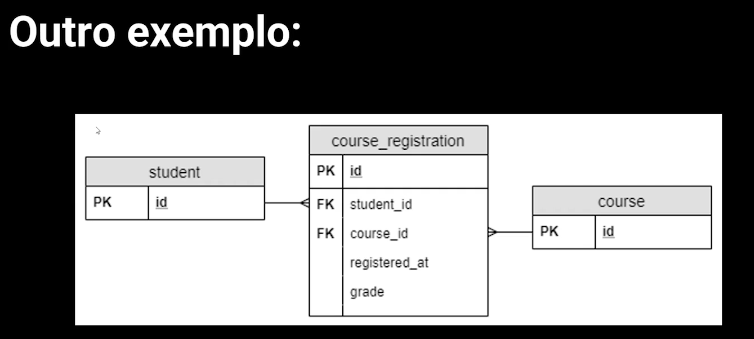 Outro exemplo:
student
PK id
course_registration
PK id
FK student_id
FK course_id
registered_at
grade
course
PK id